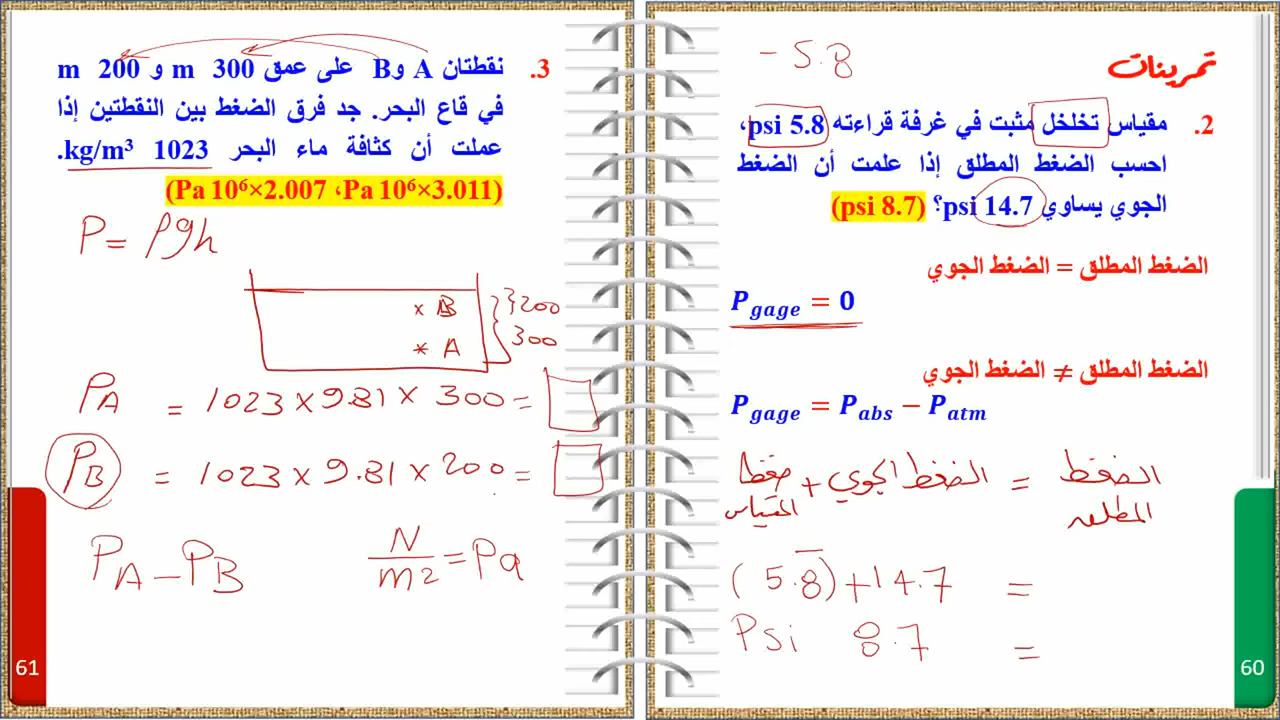 تمرينات
- 5.8
2. مقياس تخلخل مثبت في غرفة قراءته psi 5.8،
احسب الضغط المطلق إذا علمت أن الضغط
الجوي يساوي psi 14.7؟ (psi 8.7)
الضغط المطلق = الضغط الجوي
P_gage = 0
الضغط المطلق ≠ الضغط الجوي
P_gage = P_abs − P_atm
الضغط المطلق = الضغط الجوي + ضغط المقياس
(5.8‾) + 14.7 =
Psi 8.7 =
60
3. نقطتان A وB على عمق 300 m و 200 m
في قاع البحر. جد فرق الضغط بين النقطتين إذا
عملت أن كثافة ماء البحر 1023 kg/m³.
(Pa 10⁶×2.007 ،Pa 10⁶×3.011)
P = ρgh
× B } 200
* A } 300
P_A = 1023 × 9.81 × 300 =
P_B = 1023 × 9.81 × 200 =
P_A − P_B
N/m² = Pa
61